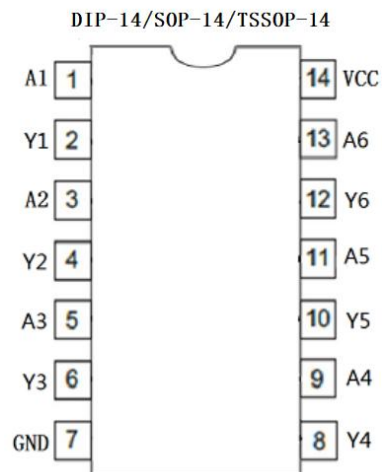 DIP-14/SOP-14/TSSOP-14
A1 1 14 VCC
Y1 2 13 A6
A2 3 12 Y6
Y2 4 11 A5
A3 5 10 Y5
Y3 6 9 A4
GND 7 8 Y4